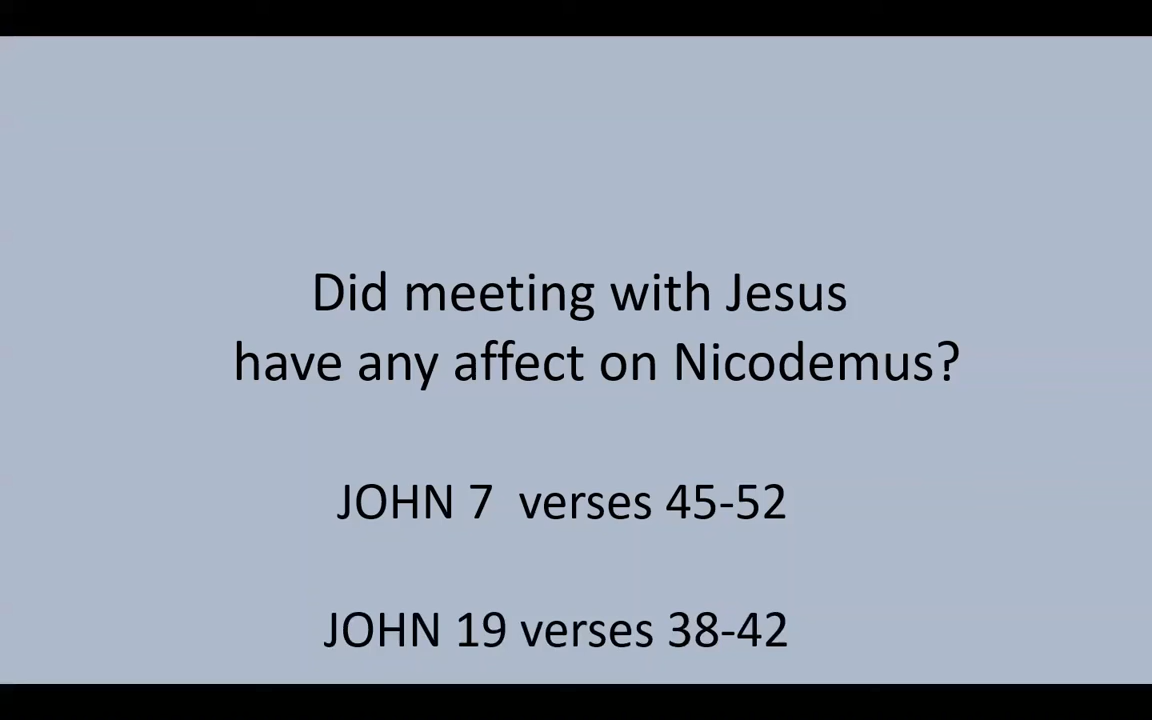 Did meeting with Jesus
have any affect on Nicodemus?
JOHN 7  verses 45-52
JOHN 19 verses 38-42